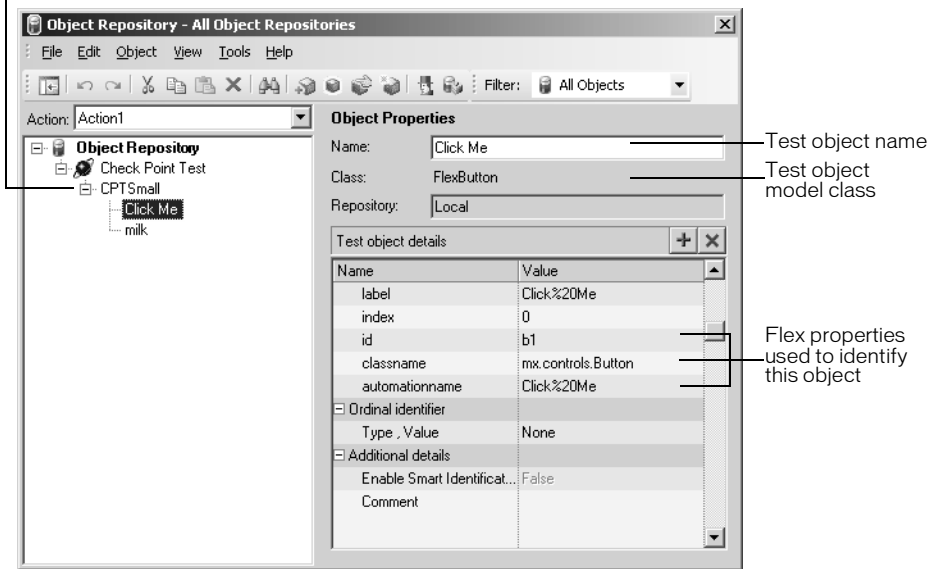 Object Repository - All Object Repositories
File Edit Object View Tools Help
Filter: All Objects
Action: Action1
Object Repository
Check Point Test
CPTSmall
Click Me
milk
Object Properties
Name: Click Me
Class: FlexButton
Repository: Local
Test object details
Name Value
label Click%20Me
index 0
id b1
classname mx.controls.Button
automationname Click%20Me
Ordinal identifier
Type , Value None
Additional details
Enable Smart Identificat... False
Comment
Test object name
Test object
model class
Flex properties
used to identify
this object